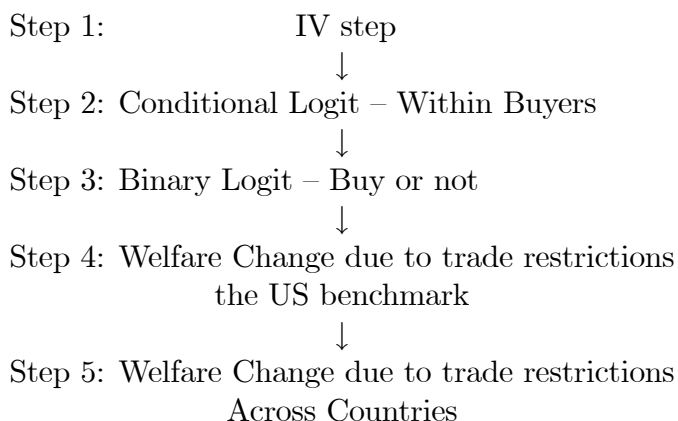 Step 1: IV step
↓
Step 2: Conditional Logit – Within Buyers
↓
Step 3: Binary Logit – Buy or not
↓
Step 4: Welfare Change due to trade restrictions
the US benchmark
↓
Step 5: Welfare Change due to trade restrictions
Across Countries